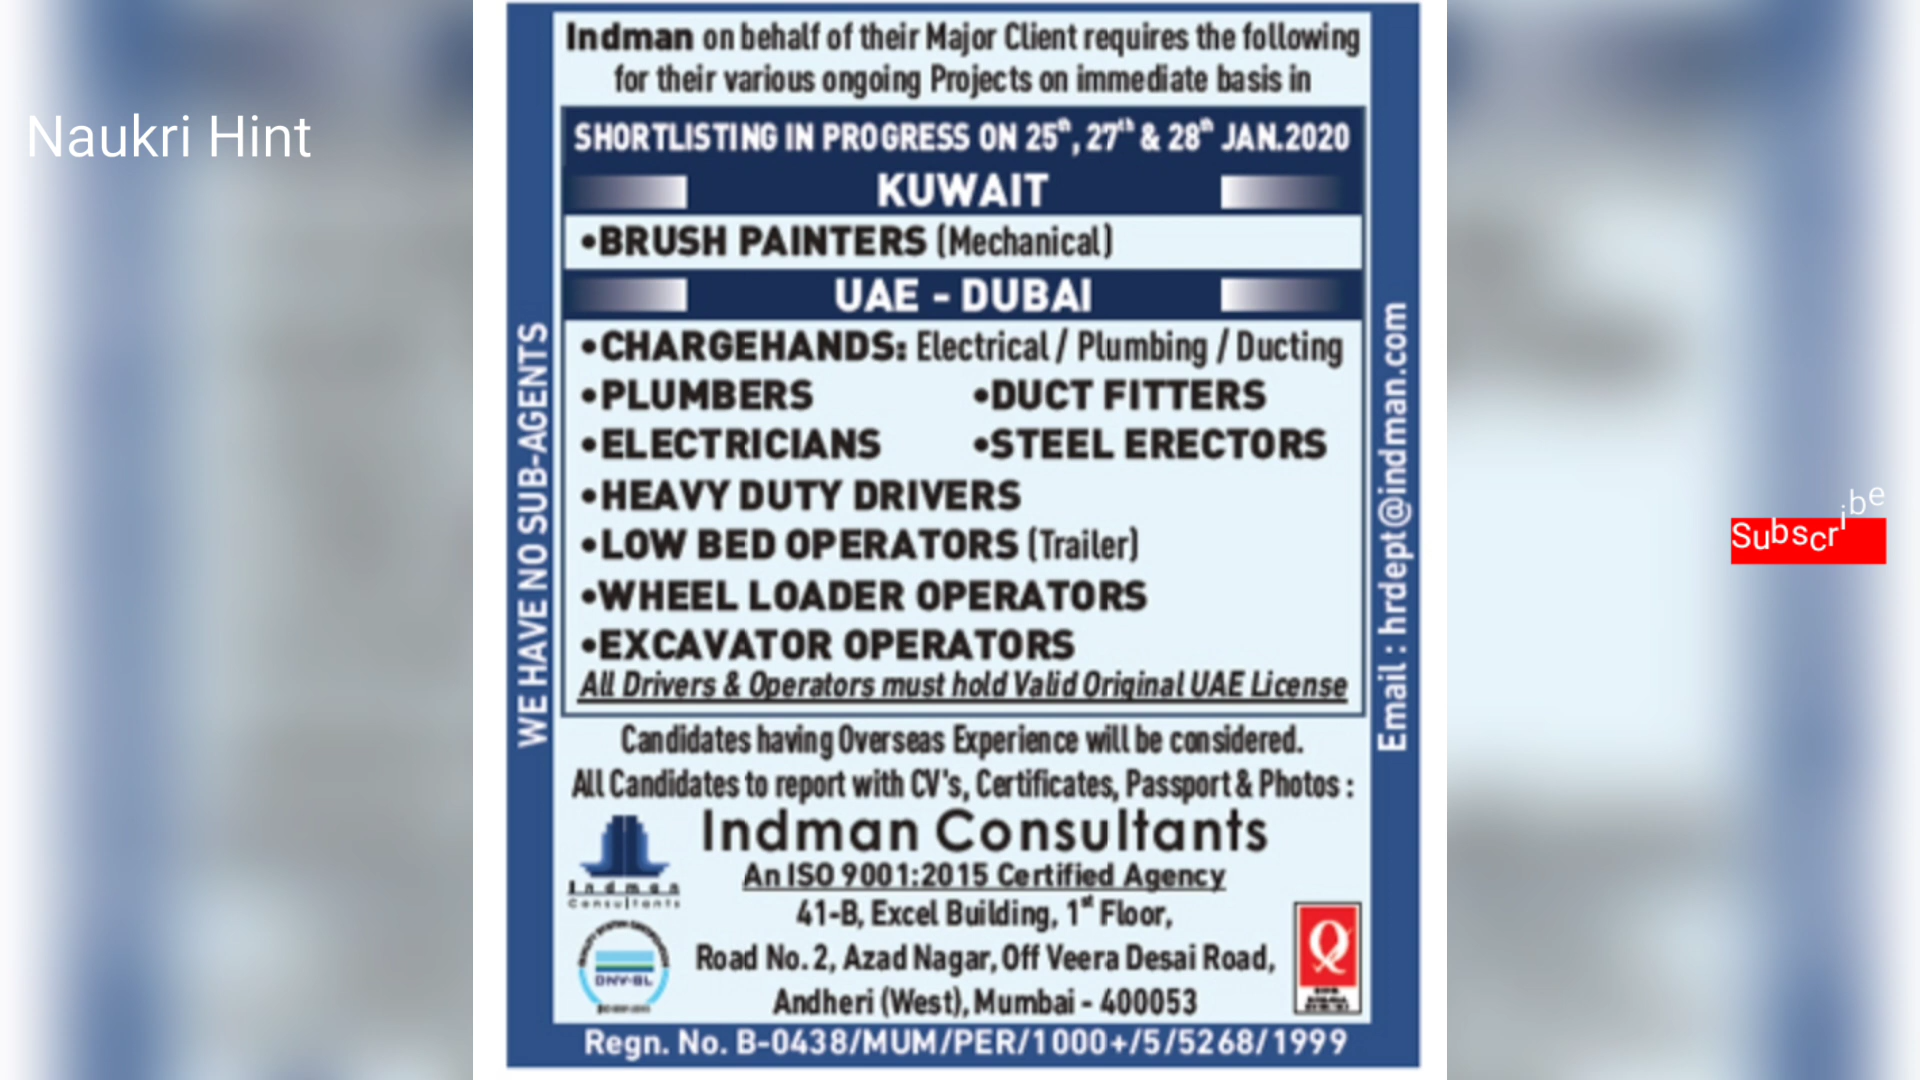 Naukri Hint
Indman on behalf of their Major Client requires the following
for their various ongoing Projects on immediate basis in
SHORTLISTING IN PROGRESS ON 25th, 27th & 28th JAN.2020
KUWAIT
•BRUSH PAINTERS (Mechanical)
UAE - DUBAI
•CHARGEHANDS: Electrical / Plumbing / Ducting
•PLUMBERS •DUCT FITTERS
•ELECTRICIANS •STEEL ERECTORS
•HEAVY DUTY DRIVERS
•LOW BED OPERATORS (Trailer)
•WHEEL LOADER OPERATORS
•EXCAVATOR OPERATORS
All Drivers & Operators must hold Valid Original UAE License
WE HAVE NO SUB-AGENTS
Email : hrdept@indman.com
Subscribe
Candidates having Overseas Experience will be considered.
All Candidates to report with CV's, Certificates, Passport & Photos :
Indman Consultants
An ISO 9001:2015 Certified Agency
41-B, Excel Building, 1st Floor,
Road No. 2, Azad Nagar, Off Veera Desai Road,
Andheri (West), Mumbai - 400053
Indman
Consultants
DNV-GL
Q
Regn. No. B-0438/MUM/PER/1000+/5/5268/1999